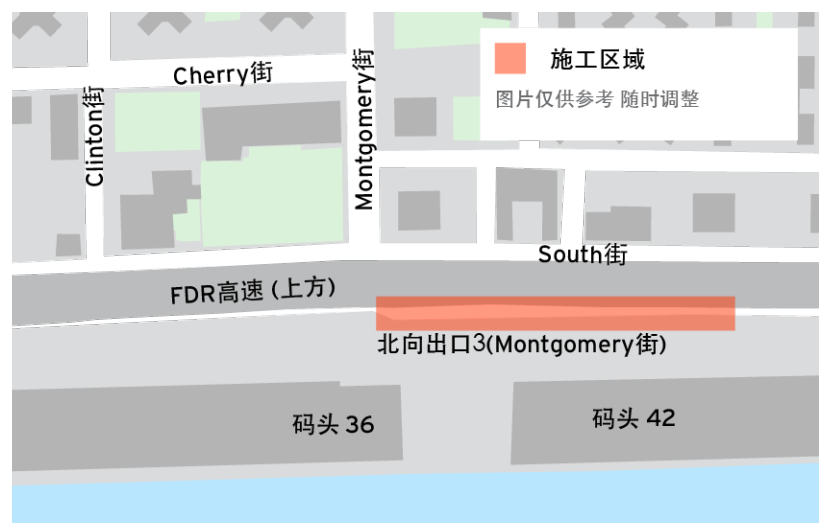 施工区域
图片仅供参考 随时调整
Cherry街
Clinton街
Montgomery街
South街
FDR高速 (上方)
北向出口3(Montgomery街)
码头 36
码头 42